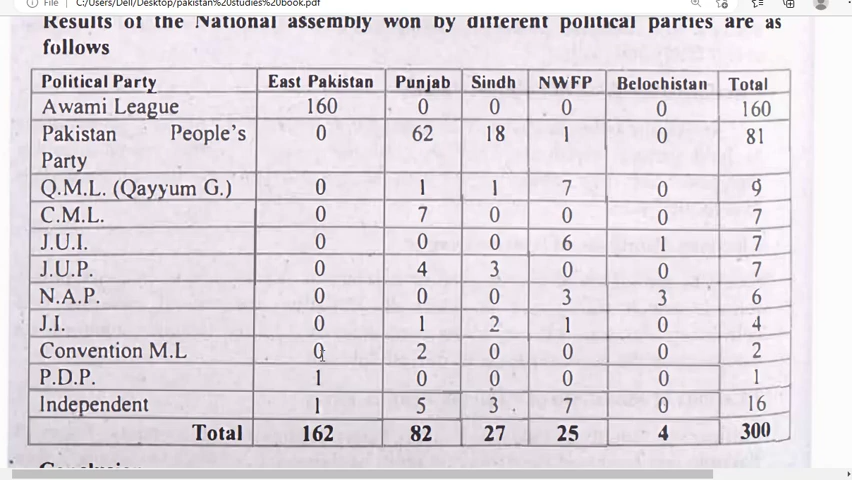 File C:/Users/Dell/Desktop/pakistan%20studies%20book.pdf
Results of the National assembly won by different political parties are as
follows
Political Party East Pakistan Punjab Sindh NWFP Belochistan Total
Awami League 160 0 0 0 0 160
Pakistan People's 0 62 18 1 0 81
Party
Q.M.L. (Qayyum G.) 0 1 1 7 0 9
C.M.L. 0 7 0 0 0 7
J.U.I. 0 0 0 6 1 7
J.U.P. 0 4 3 0 0 7
N.A.P. 0 0 0 3 3 6
J.I. 0 1 2 1 0 4
Convention M.L 0 2 0 0 0 2
P.D.P. 1 0 0 0 0 1
Independent 1 5 3 7 0 16
Total 162 82 27 25 4 300